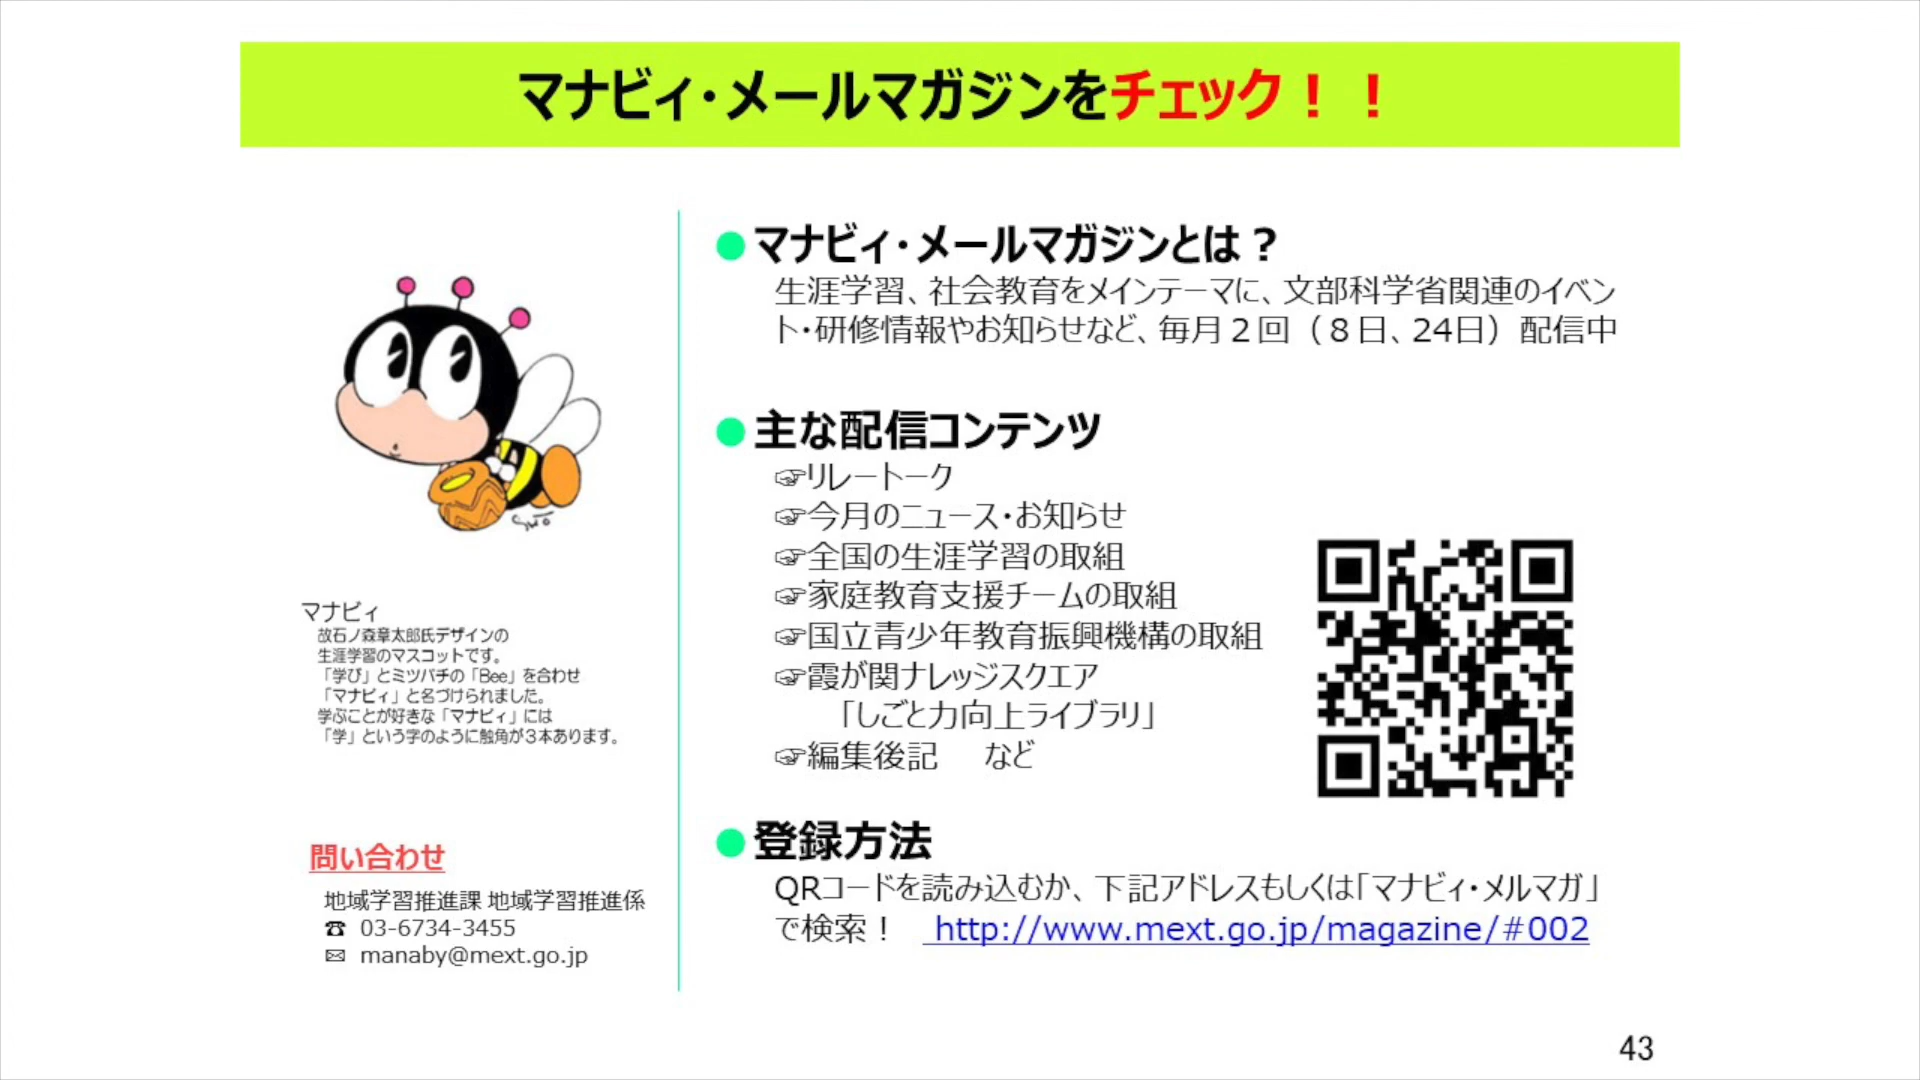 マナビィ・メールマガジンをチェック！！
マナビィ
故石ノ森章太郎氏デザインの
生涯学習のマスコットです。
「学び」とミツバチの「Bee」を合わせ
「マナビィ」と名づけられました。
学ぶことが好きな「マナビィ」には
「学」という字のように触角が３本あります。
問い合わせ
地域学習推進課 地域学習推進係
☎ 03-6734-3455
✉ manaby@mext.go.jp
●マナビィ・メールマガジンとは？
生涯学習、社会教育をメインテーマに、文部科学省関連のイベン
ト・研修情報やお知らせなど、毎月２回（８日、24日）配信中
●主な配信コンテンツ
☞リレートーク
☞今月のニュース・お知らせ
☞全国の生涯学習の取組
☞家庭教育支援チームの取組
☞国立青少年教育振興機構の取組
☞霞が関ナレッジスクエア
「しごと力向上ライブラリ」
☞編集後記　など
●登録方法
QRコードを読み込むか、下記アドレスもしくは「マナビィ・メルマガ」
で検索！ http://www.mext.go.jp/magazine/#002
43